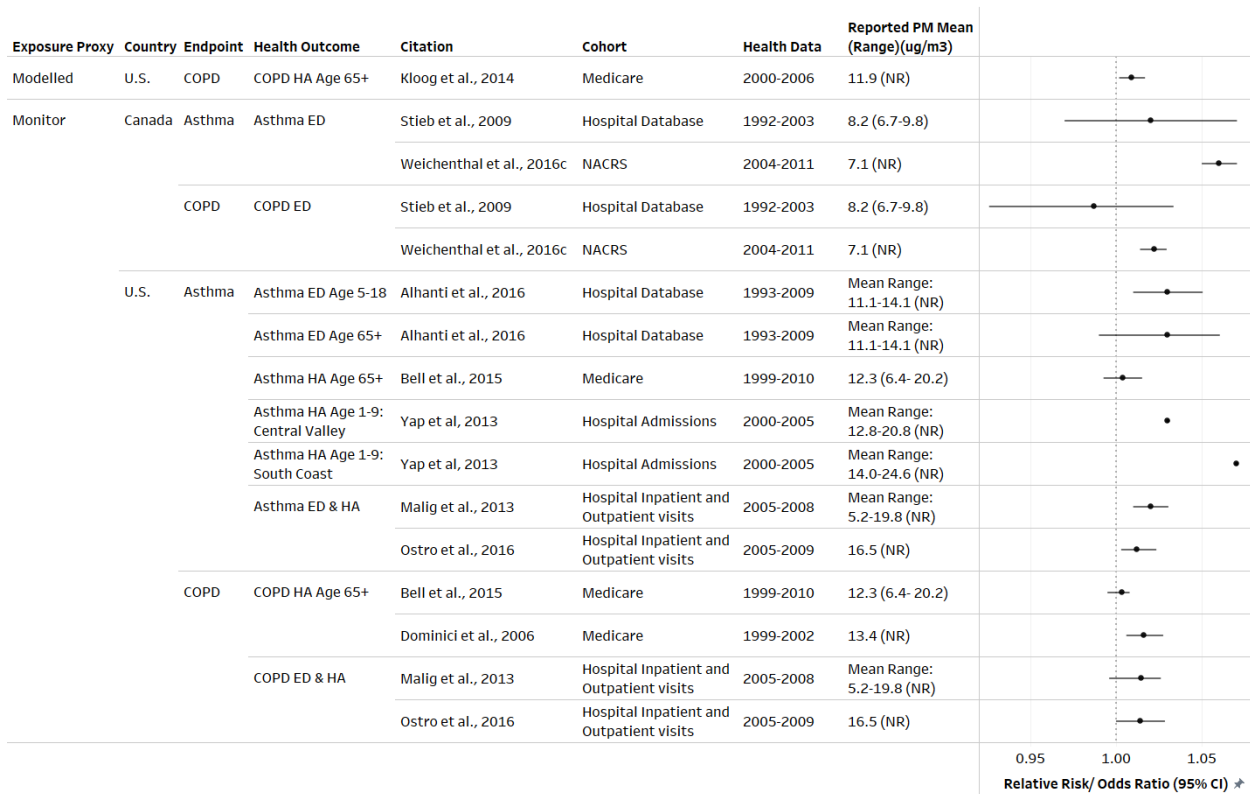 Reported PM Mean
Exposure Proxy Country Endpoint Health Outcome Citation Cohort Health Data (Range)(ug/m3)
Modelled U.S. COPD COPD HA Age 65+ Kloog et al., 2014 Medicare 2000-2006 11.9 (NR)
Monitor Canada Asthma Asthma ED Stieb et al., 2009 Hospital Database 1992-2003 8.2 (6.7-9.8)
Weichenthal et al., 2016c NACRS 2004-2011 7.1 (NR)
COPD COPD ED Stieb et al., 2009 Hospital Database 1992-2003 8.2 (6.7-9.8)
Weichenthal et al., 2016c NACRS 2004-2011 7.1 (NR)
U.S. Asthma Asthma ED Age 5-18 Alhanti et al., 2016 Hospital Database 1993-2009 Mean Range:
11.1-14.1 (NR)
Asthma ED Age 65+ Alhanti et al., 2016 Hospital Database 1993-2009 Mean Range:
11.1-14.1 (NR)
Asthma HA Age 65+ Bell et al., 2015 Medicare 1999-2010 12.3 (6.4- 20.2)
Asthma HA Age 1-9: Yap et al, 2013 Hospital Admissions 2000-2005 Mean Range:
Central Valley 12.8-20.8 (NR)
Asthma HA Age 1-9: Yap et al, 2013 Hospital Admissions 2000-2005 Mean Range:
South Coast 14.0-24.6 (NR)
Asthma ED & HA Malig et al., 2013 Hospital Inpatient and 2005-2008 Mean Range:
Outpatient visits 5.2-19.8 (NR)
Ostro et al., 2016 Hospital Inpatient and 2005-2009 16.5 (NR)
Outpatient visits
COPD COPD HA Age 65+ Bell et al., 2015 Medicare 1999-2010 12.3 (6.4- 20.2)
Dominici et al., 2006 Medicare 1999-2002 13.4 (NR)
COPD ED & HA Malig et al., 2013 Hospital Inpatient and 2005-2008 Mean Range:
Outpatient visits 5.2-19.8 (NR)
Ostro et al., 2016 Hospital Inpatient and 2005-2009 16.5 (NR)
Outpatient visits
0.95 1.00 1.05
Relative Risk/ Odds Ratio (95% CI)